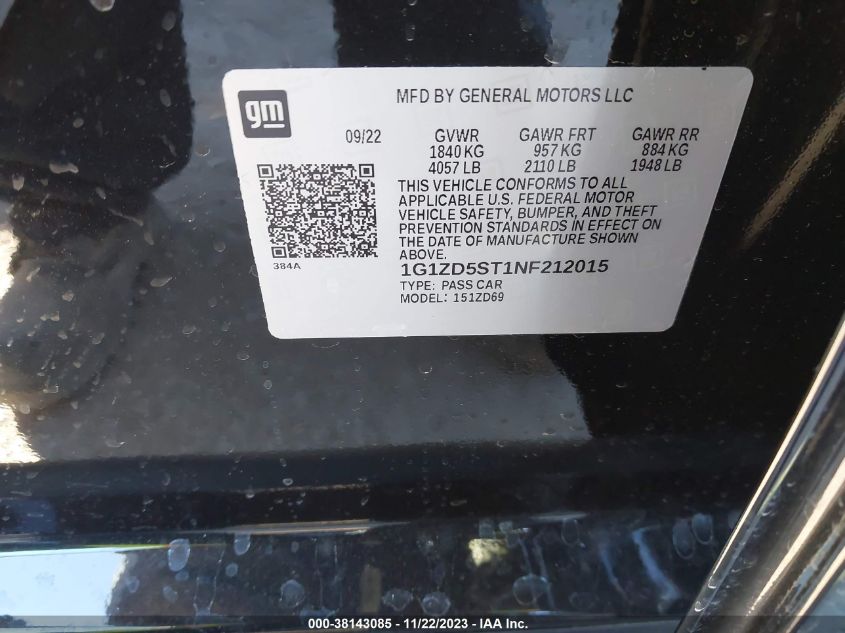 gm
MFD BY GENERAL MOTORS LLC
09/22 GVWR GAWR FRT GAWR RR
1840 KG 957 KG 884 KG
4057 LB 2110 LB 1948 LB
THIS VEHICLE CONFORMS TO ALL
APPLICABLE U.S. FEDERAL MOTOR
VEHICLE SAFETY, BUMPER, AND THEFT
PREVENTION STANDARDS IN EFFECT ON
THE DATE OF MANUFACTURE SHOWN
ABOVE.
384A
1G1ZD5ST1NF212015
TYPE: PASS CAR
MODEL: 151ZD69
000-38143085 - 11/22/2023 - IAA Inc.